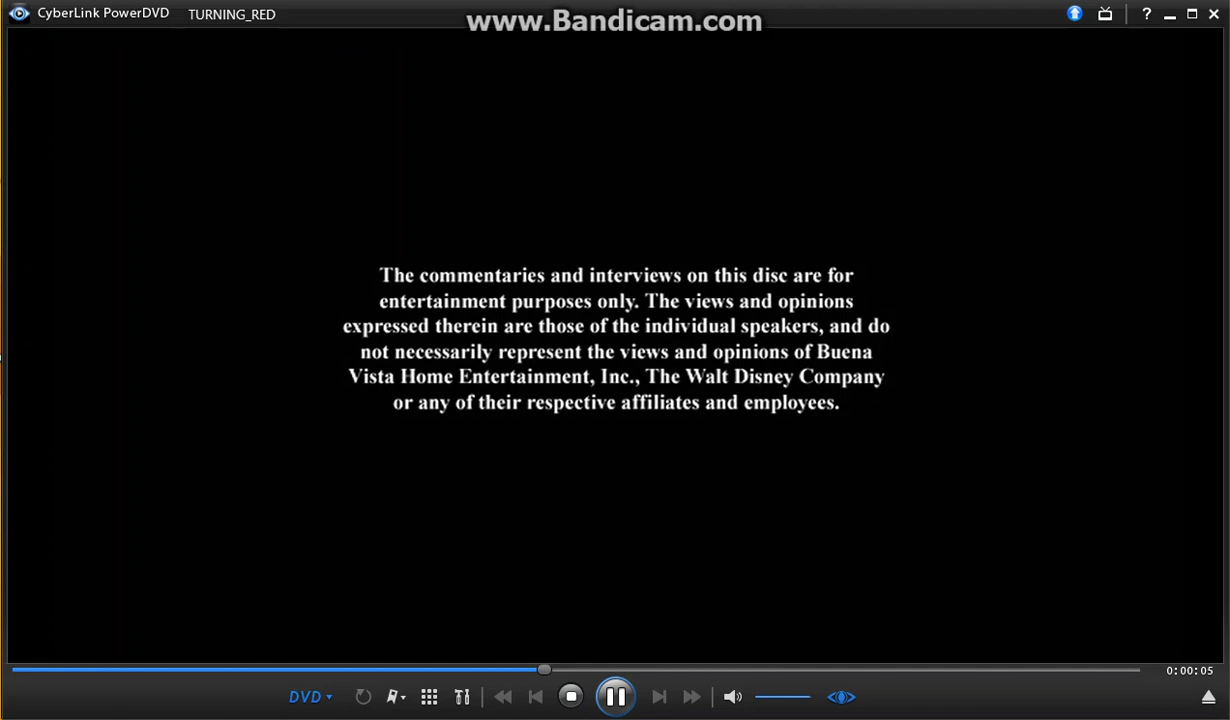 CyberLink PowerDVD TURNING_RED
www.Bandicam.com
?
The commentaries and interviews on this disc are for
entertainment purposes only. The views and opinions
expressed therein are those of the individual speakers, and do
not necessarily represent the views and opinions of Buena
Vista Home Entertainment, Inc., The Walt Disney Company
or any of their respective affiliates and employees.
0:00:05
DVD